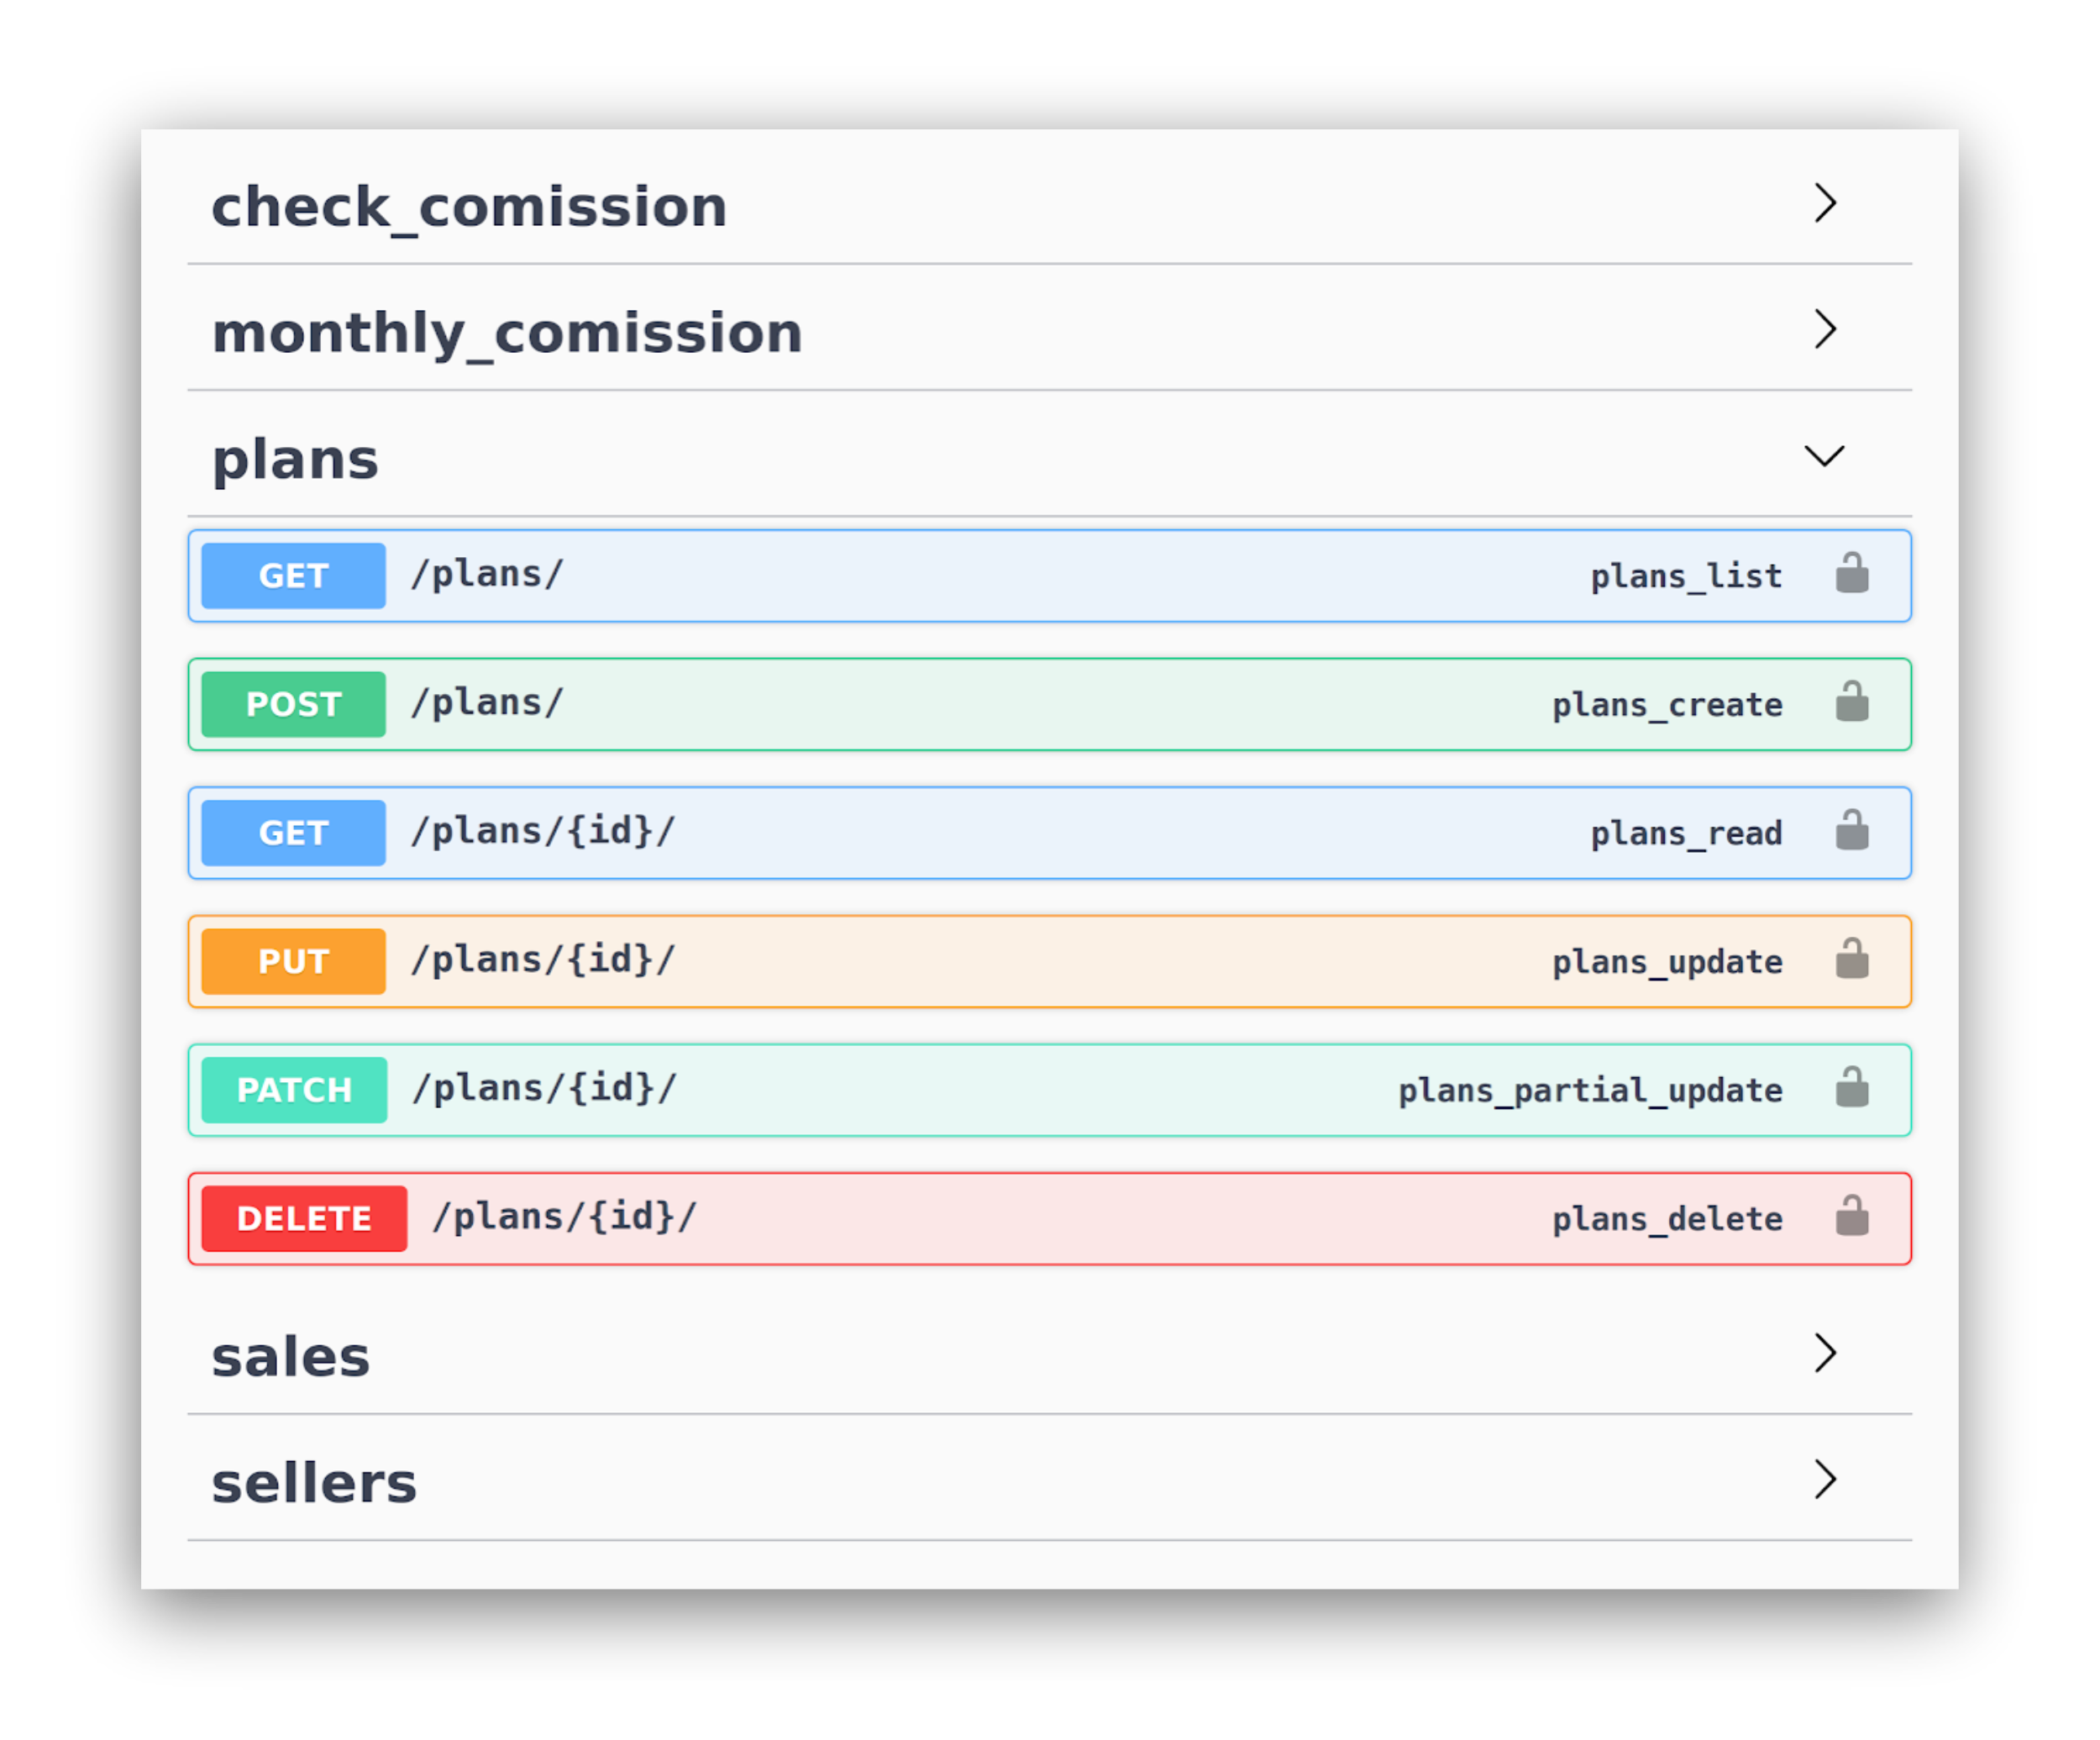 check_comission
monthly_comission
plans
GET /plans/ plans_list
POST /plans/ plans_create
GET /plans/{id}/ plans_read
PUT /plans/{id}/ plans_update
PATCH /plans/{id}/ plans_partial_update
DELETE /plans/{id}/ plans_delete
sales
sellers